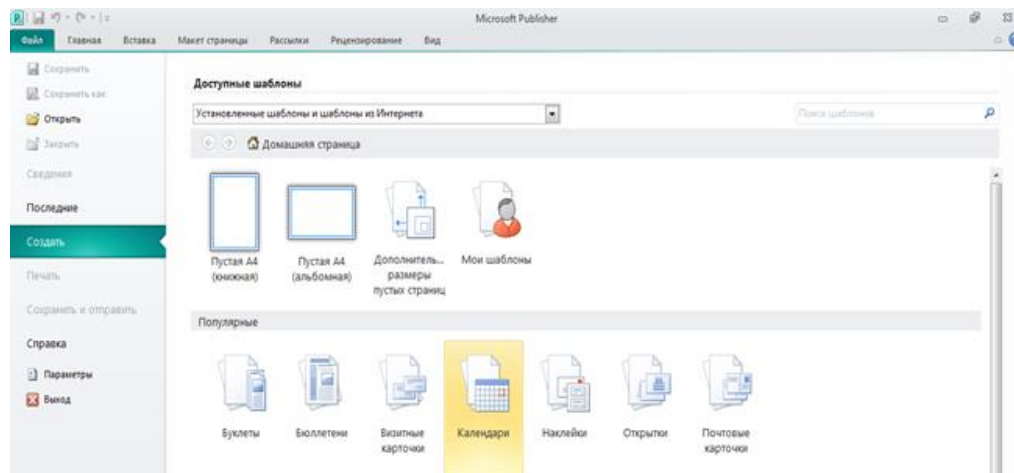 Microsoft Publisher
Файл Главная Вставка Макет страницы Рассылки Рецензирование Вид
Сохранить
Сохранить как
Открыть
Закрыть
Сведения
Последние
Создать
Печать
Сохранить и отправить
Справка
Параметры
Выход
Доступные шаблоны
Установленные шаблоны и шаблоны из Интернета
Поиск шаблонов
Домашняя страница
Пустая A4
(книжная)
Пустая A4
(альбомная)
Дополнитель...
размеры
пустых страниц
Мои шаблоны
Популярные
Буклеты
Бюллетени
Визитные
карточки
Календари
Наклейки
Открытки
Почтовые
карточки